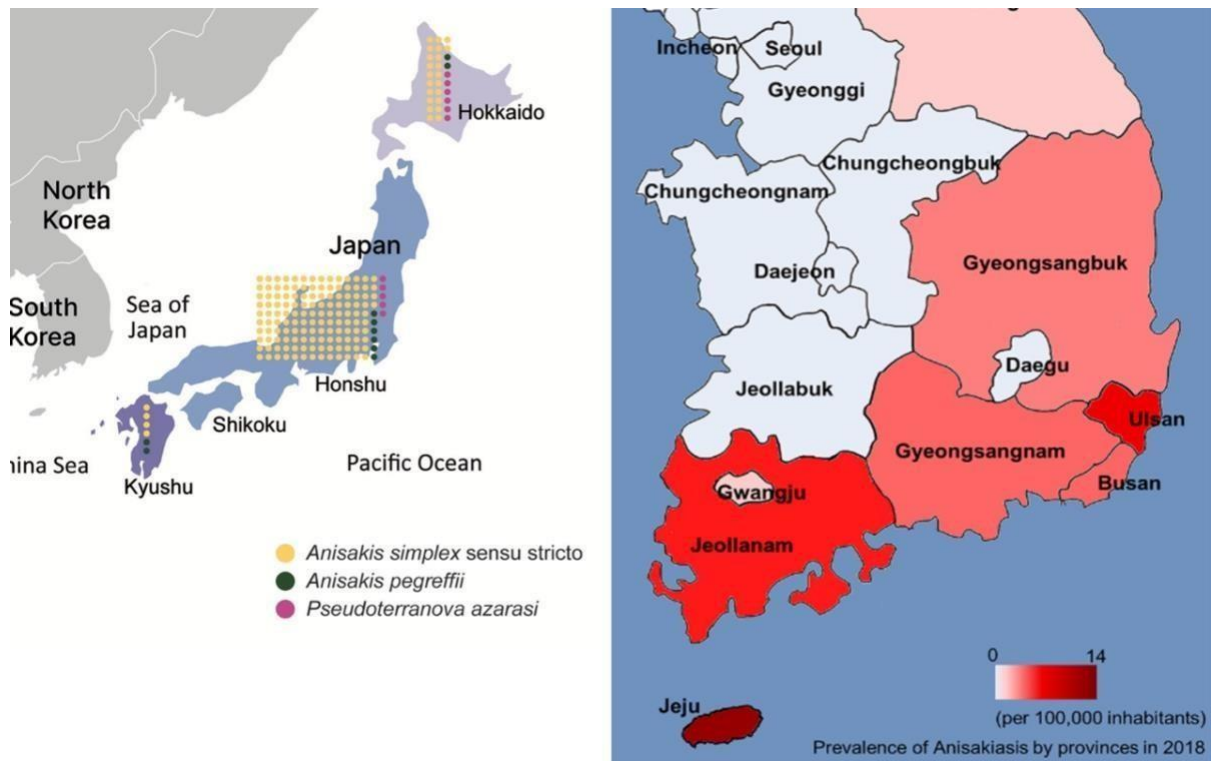 Hokkaido
North
Korea
Japan
South
Korea
Sea of
Japan
Honshu
Shikoku
hina Sea
Kyushu
Pacific Ocean
Anisakis simplex sensu stricto
Anisakis pegreffii
Pseudoterranova azarasi
Incheon
Seoul
Gyeonggi
Chungcheongbuk
Chungcheongnam
Gyeongsangbuk
Daejeon
Daegu
Jeollabuk
Ulsan
Gyeongsangnam
Busan
Gwangju
Jeollanam
0 14
(per 100,000 inhabitants)
Jeju
Prevalence of Anisakiasis by provinces in 2018